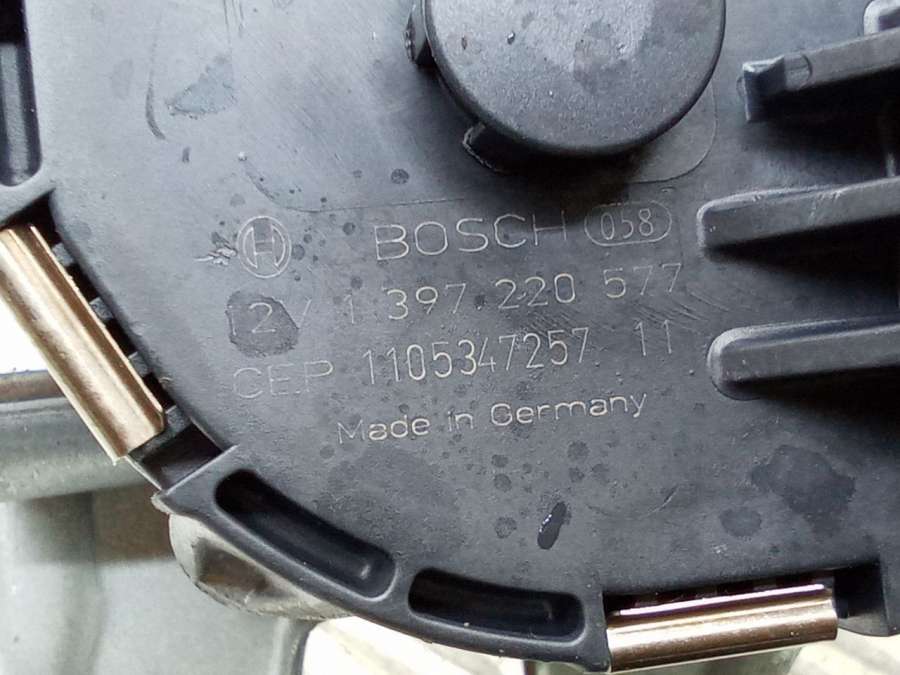 BOSCH 058
12V 1 397 220 577
CEP 1105347257 11
Made in Germany